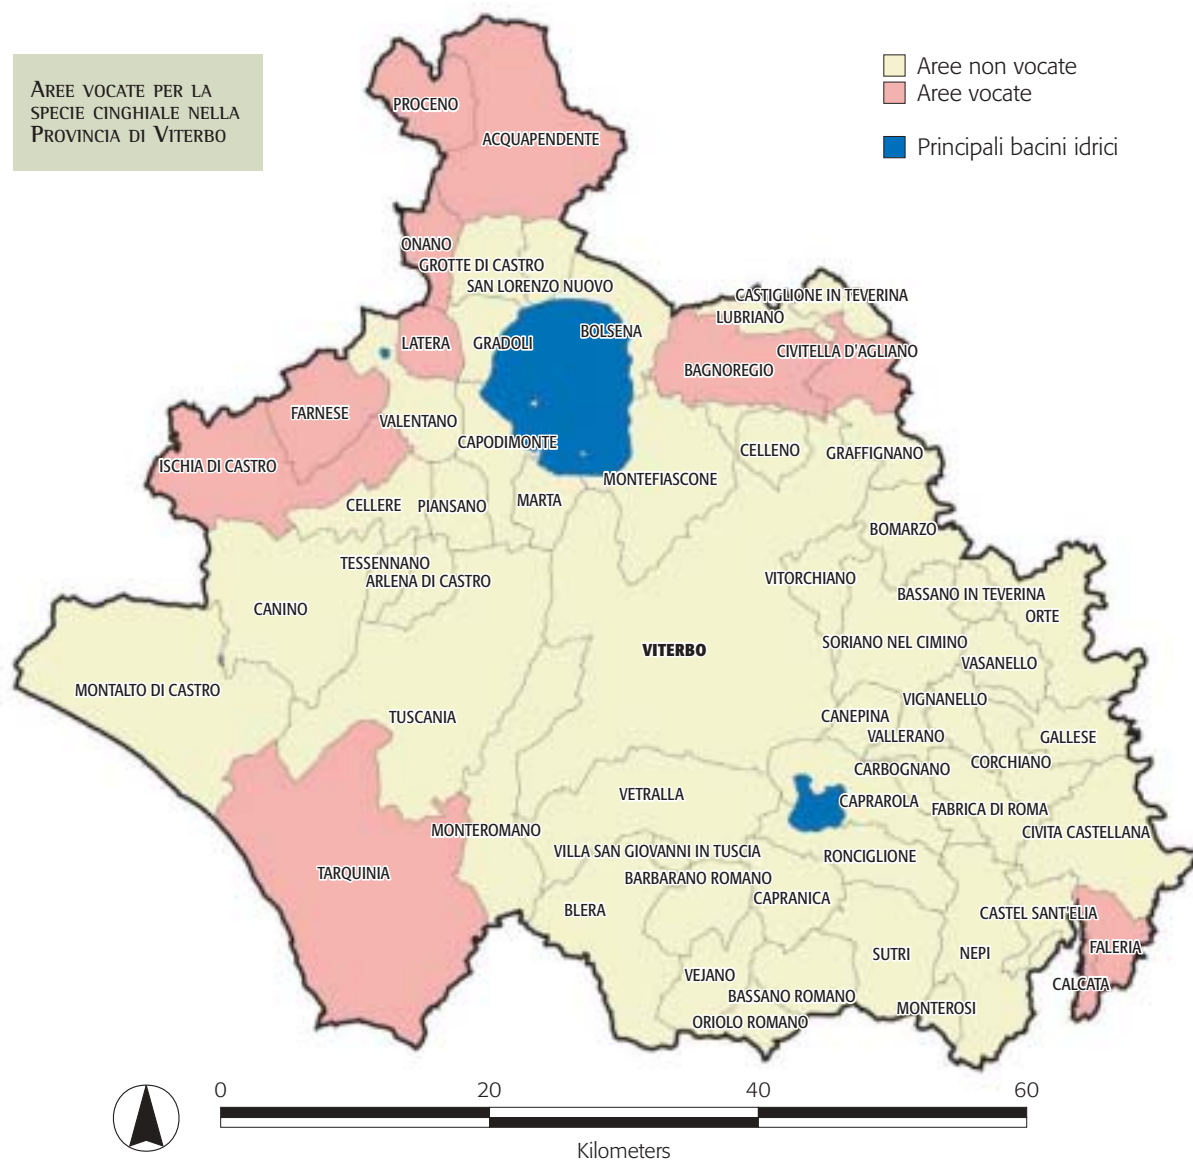 AREE VOCATE PER LA
SPECIE CINGHIALE NELLA
PROVINCIA DI VITERBO
Aree non vocate
Aree vocate
Principali bacini idrici
PROCENO
ACQUAPENDENTE
ONANO
GROTTE DI CASTRO
SAN LORENZO NUOVO
CASTIGLIONE IN TEVERINA
LUBRIANO
BOLSENA
LATERA
GRADOLI
CIVITELLA D'AGLIANO
BAGNOREGIO
FARNESE
VALENTANO
CAPODIMONTE
CELLENO
GRAFFIGNANO
ISCHIA DI CASTRO
MONTEFIASCONE
CELLERE
PIANSANO
MARTA
BOMARZO
TESSENNANO
ARLENA DI CASTRO
VITORCHIANO
BASSANO IN TEVERINA
CANINO
ORTE
SORIANO NEL CIMINO
VITERBO
VASANELLO
MONTALTO DI CASTRO
VIGNANELLO
TUSCANIA
CANEPINA
VALLERANO
GALLESE
CORCHIANO
CARBOGNANO
VETRALLA
CAPRAROLA
FABRICA DI ROMA
MONTEROMANO
CIVITA CASTELLANA
VILLA SAN GIOVANNI IN TUSCIA
RONCIGLIONE
TARQUINIA
BARBARANO ROMANO
CAPRANICA
BLERA
CASTEL SANT'ELIA
SUTRI
NEPI
FALERIA
VEJANO
CALCATA
BASSANO ROMANO
MONTEROSI
ORIOLO ROMANO
0 20 40 60
Kilometers